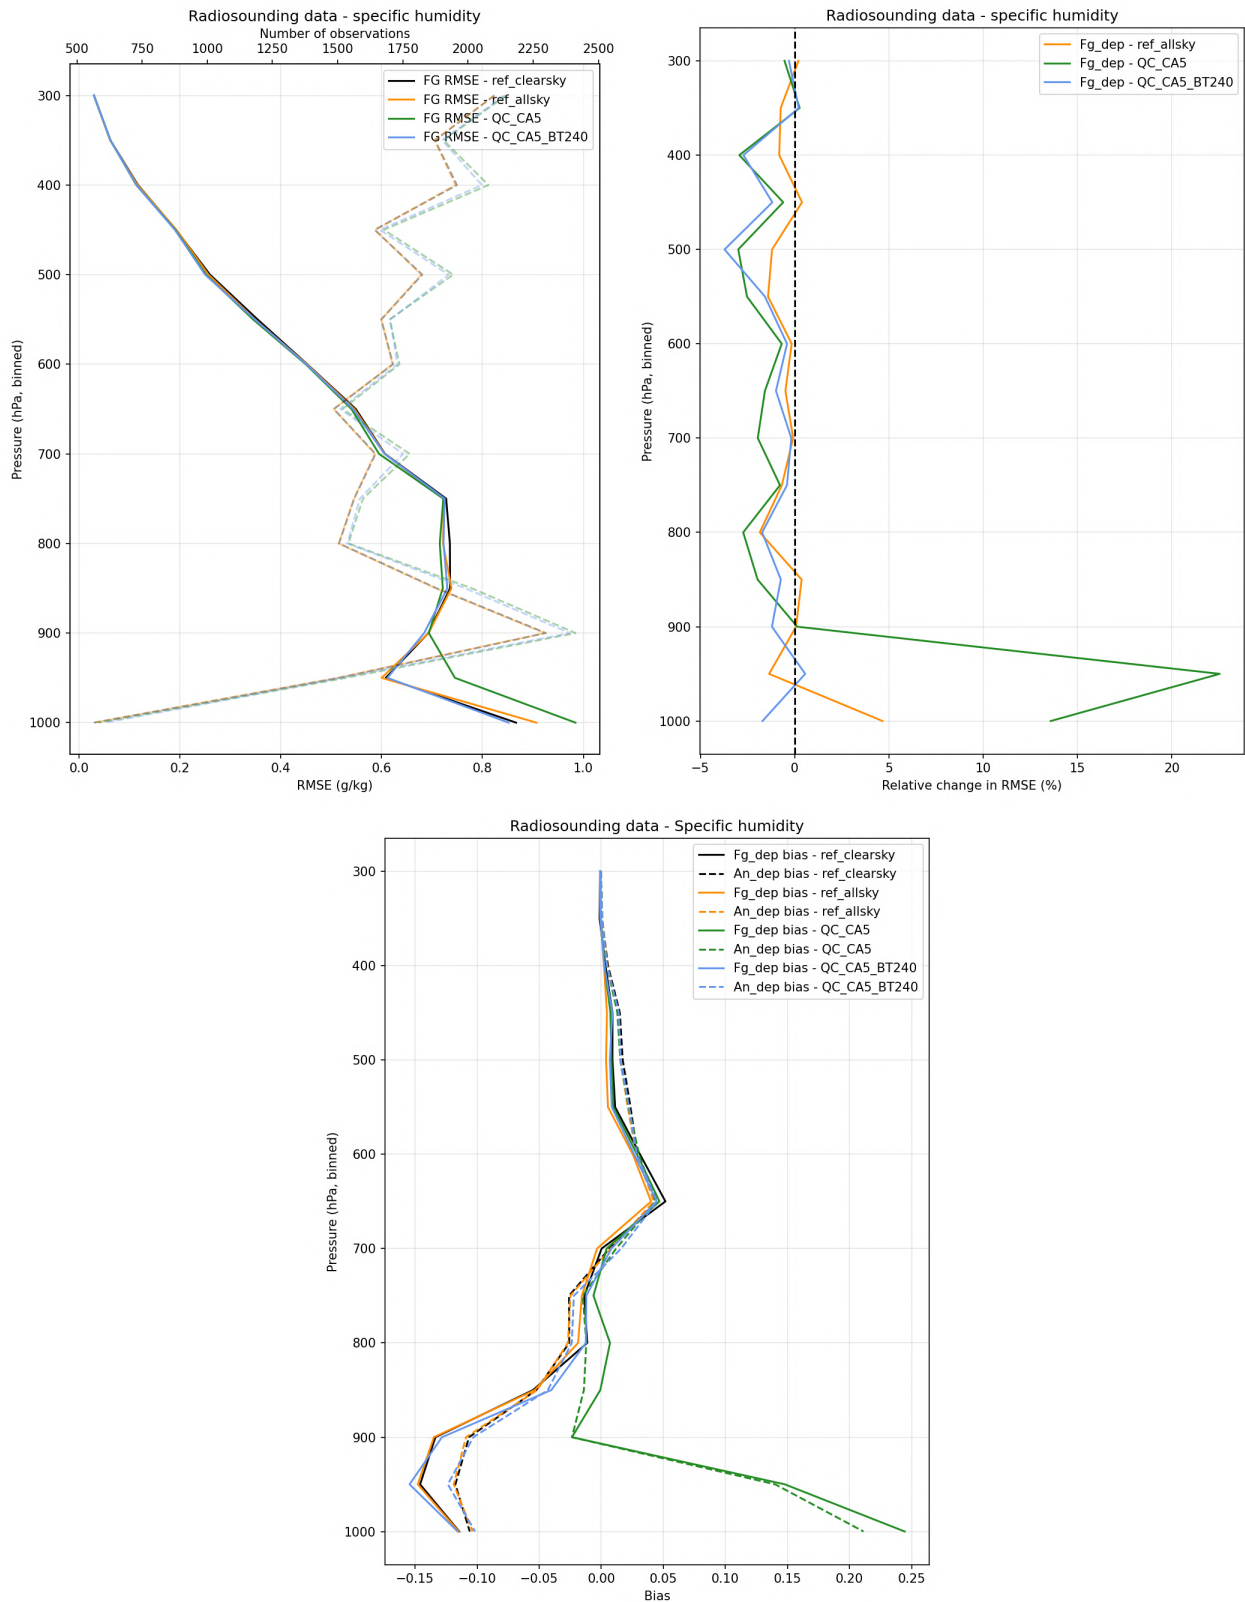 Radiosounding data - specific humidity
Number of observations
500 750 1000 1250 1500 1750 2000 2250 2500
FG RMSE - ref_clearsky
FG RMSE - ref_allsky
FG RMSE - QC_CA5
FG RMSE - QC_CA5_BT240
300
400
500
600
700
800
900
1000
Pressure (hPa, binned)
0.0 0.2 0.4 0.6 0.8 1.0
RMSE (g/kg)
Radiosounding data - specific humidity
Fg_dep - ref_allsky
Fg_dep - QC_CA5
Fg_dep - QC_CA5_BT240
300
400
500
600
700
800
900
1000
Pressure (hPa, binned)
−5 0 5 10 15 20
Relative change in RMSE (%)
Radiosounding data - Specific humidity
Fg_dep bias - ref_clearsky
An_dep bias - ref_clearsky
Fg_dep bias - ref_allsky
An_dep bias - ref_allsky
Fg_dep bias - QC_CA5
An_dep bias - QC_CA5
Fg_dep bias - QC_CA5_BT240
An_dep bias - QC_CA5_BT240
300
400
500
600
700
800
900
1000
Pressure (hPa, binned)
−0.15 −0.10 −0.05 0.00 0.05 0.10 0.15 0.20 0.25
Bias